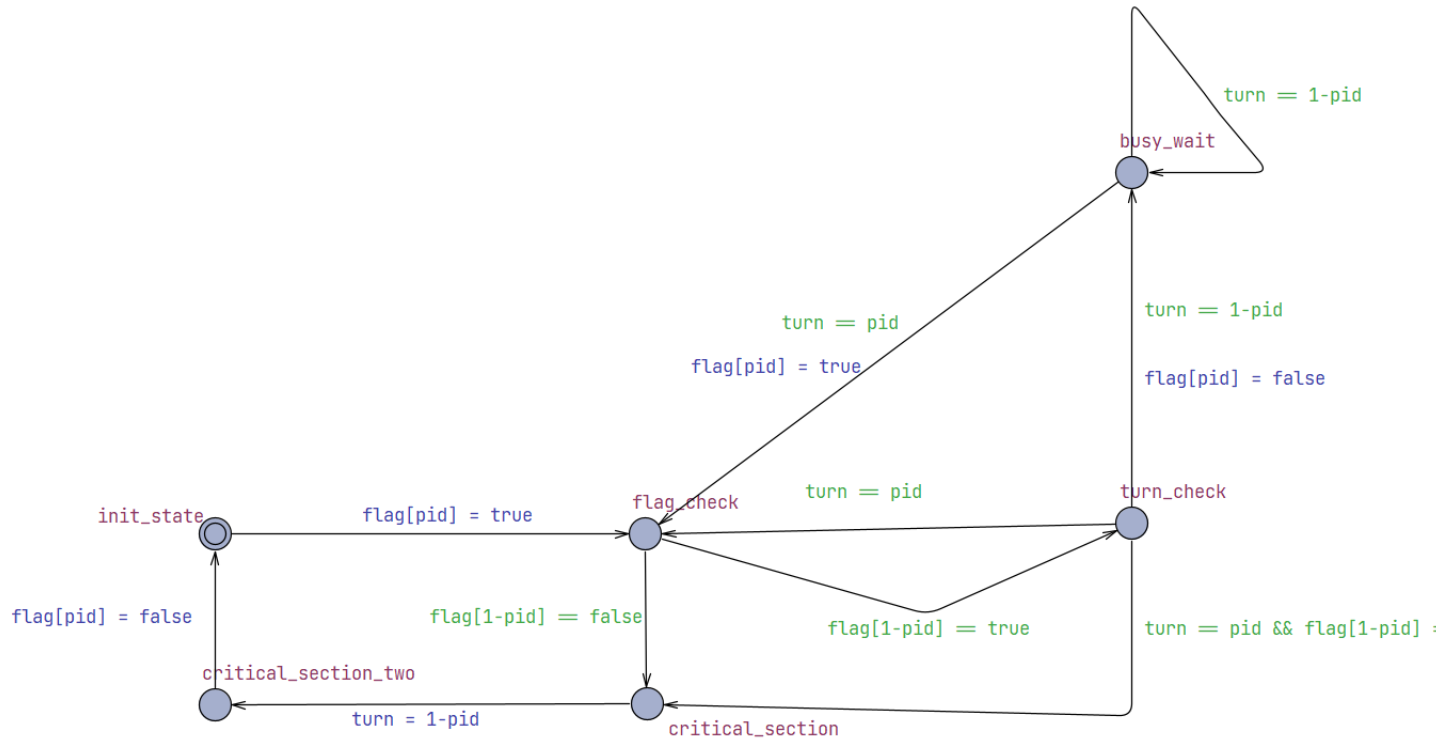 turn == 1-pid
busy_wait
turn == pid
turn == 1-pid
flag[pid] = true
flag[pid] = false
flag_check
turn == pid
turn_check
init_state
flag[pid] = true
flag[pid] = false
flag[1-pid] == false
flag[1-pid] == true
turn == pid && flag[1-pid] =
critical_section_two
turn = 1-pid
critical_section